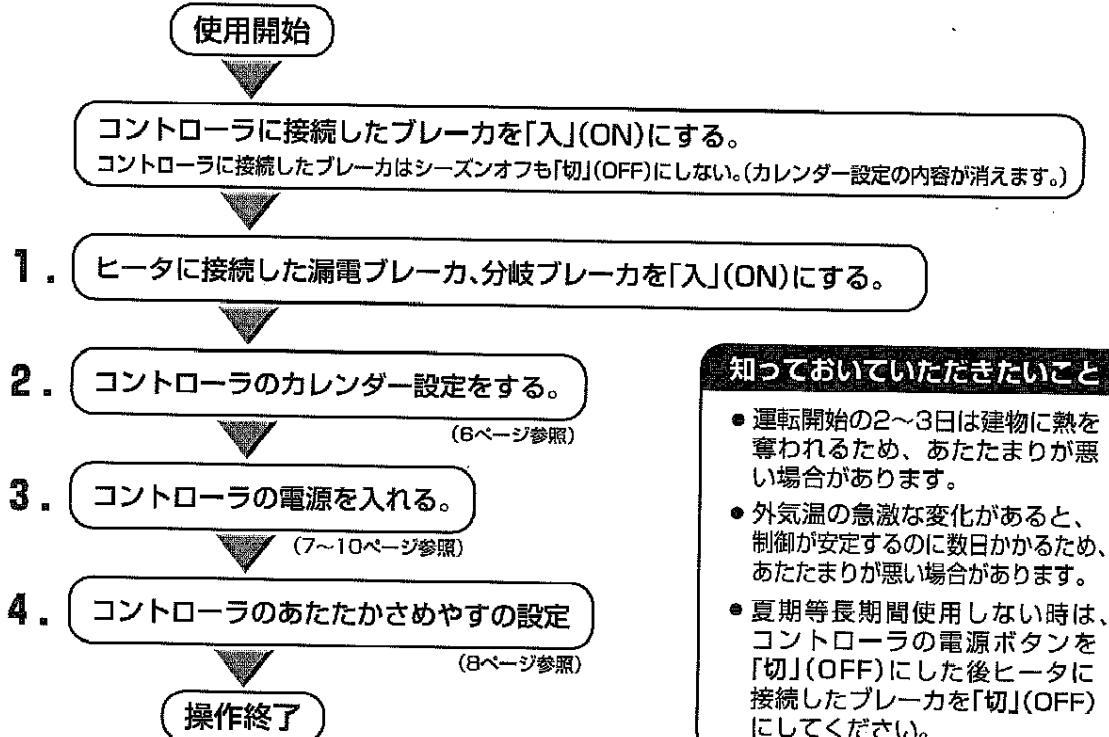 使用開始
コントローラに接続したブレーカを「入」(ON)にする。
コントローラに接続したブレーカはシーズンオフも「切」(OFF)にしない。(カレンダー設定の内容が消えます。)
1. ヒータに接続した漏電ブレーカ、分岐ブレーカを「入」(ON)にする。
2. コントローラのカレンダー設定をする。
(6ページ参照)
3. コントローラの電源を入れる。
(7〜10ページ参照)
4. コントローラのあたたかさめやすの設定
(8ページ参照)
操作終了
知っておいていただきたいこと
● 運転開始の2〜3日は建物に熱を
奪われるため、あたたまりが悪
い場合があります。
● 外気温の急激な変化があると、
制御が安定するのに数日かかるため、
あたたまりが悪い場合があります。
● 夏期等長期間使用しない時は、
コントローラの電源ボタンを
「切」(OFF)にした後ヒータに
接続したブレーカを「切」(OFF)
にしてください。